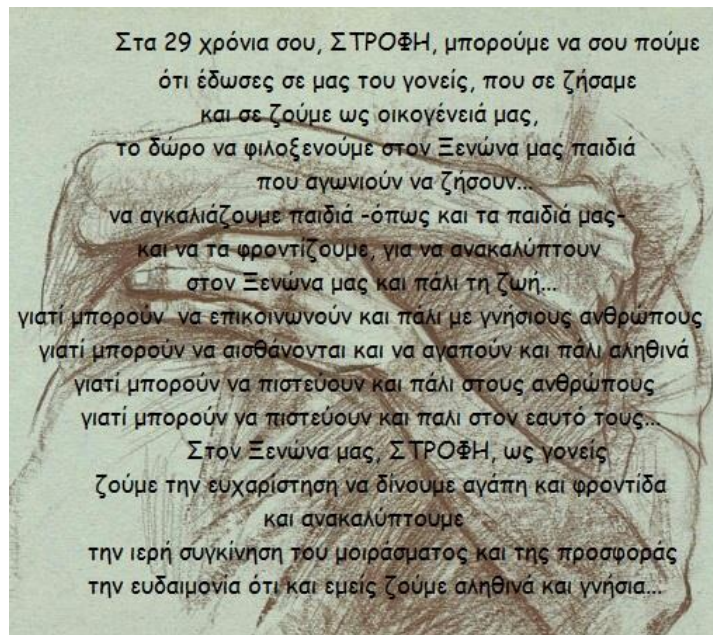 Στα 29 χρόνια σου, ΣΤΡΟΦΗ, μπορούμε να σου πούμε
ότι έδωσες σε μας του γονείς, που σε ζήσαμε
και σε ζούμε ως οικογένειά μας,
το δώρο να φιλοξενούμε στον Ξενώνα μας παιδιά
που αγωνιούν να ζήσουν...
να αγκαλιάζουμε παιδιά -όπως και τα παιδιά μας-
και να τα φροντίζουμε, για να ανακαλύπτουν
στον Ξενώνα μας και πάλι τη ζωή...
γιατί μπορούν να επικοινωνούν και πάλι με γνήσιους ανθρώπους
γιατί μπορούν να αισθάνονται και να αγαπούν και πάλι αληθινά
γιατί μπορούν να πιστεύουν και πάλι στους ανθρώπους
γιατί μπορούν να πιστεύουν και παλι στον εαυτό τους...
Στον Ξενώνα μας, ΣΤΡΟΦΗ, ως γονείς
ζούμε την ευχαρίστηση να δίνουμε αγάπη και φροντίδα
και ανακαλύπτουμε
την ιερή συγκίνηση του μοιράσματος και της προσφοράς
την ευδαιμονία ότι και εμείς ζούμε αληθινά και γνήσια...